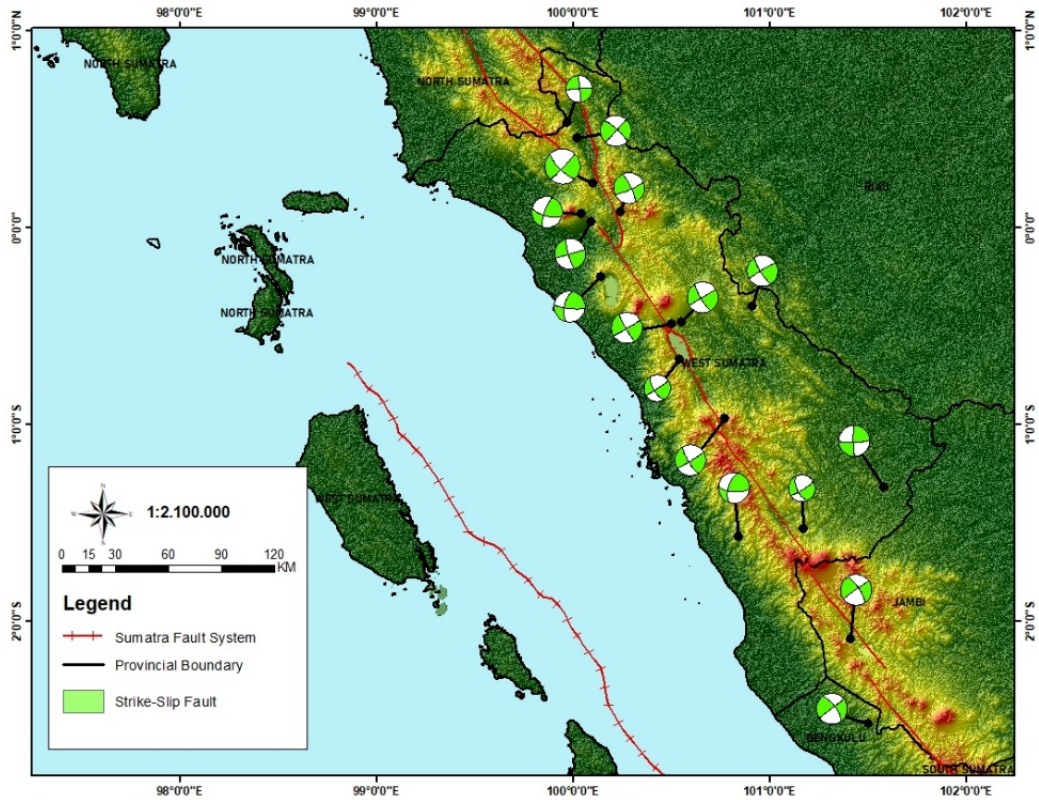 98°0'0"E 99°0'0"E 100°0'0"E 101°0'0"E 102°0'0"E
1°0'0"N 1°0'0"N
NORTH SUMATRA
NORTH SUMATRA
RIAU
0°0'0" 0°0'0"
NORTH SUMATRA
NORTH SUMATRA
WEST SUMATRA
1°0'0"S 1°0'0"S
WEST SUMATRA
N
W E
S
1:2.100.000
0 15 30 60 90 120
KM
Legend
Sumatra Fault System
Provincial Boundary
Strike-Slip Fault
JAMBI
2°0'0"S 2°0'0"S
BENGKULU
SOUTH SUMATRA
98°0'0"E 99°0'0"E 100°0'0"E 101°0'0"E 102°0'0"E